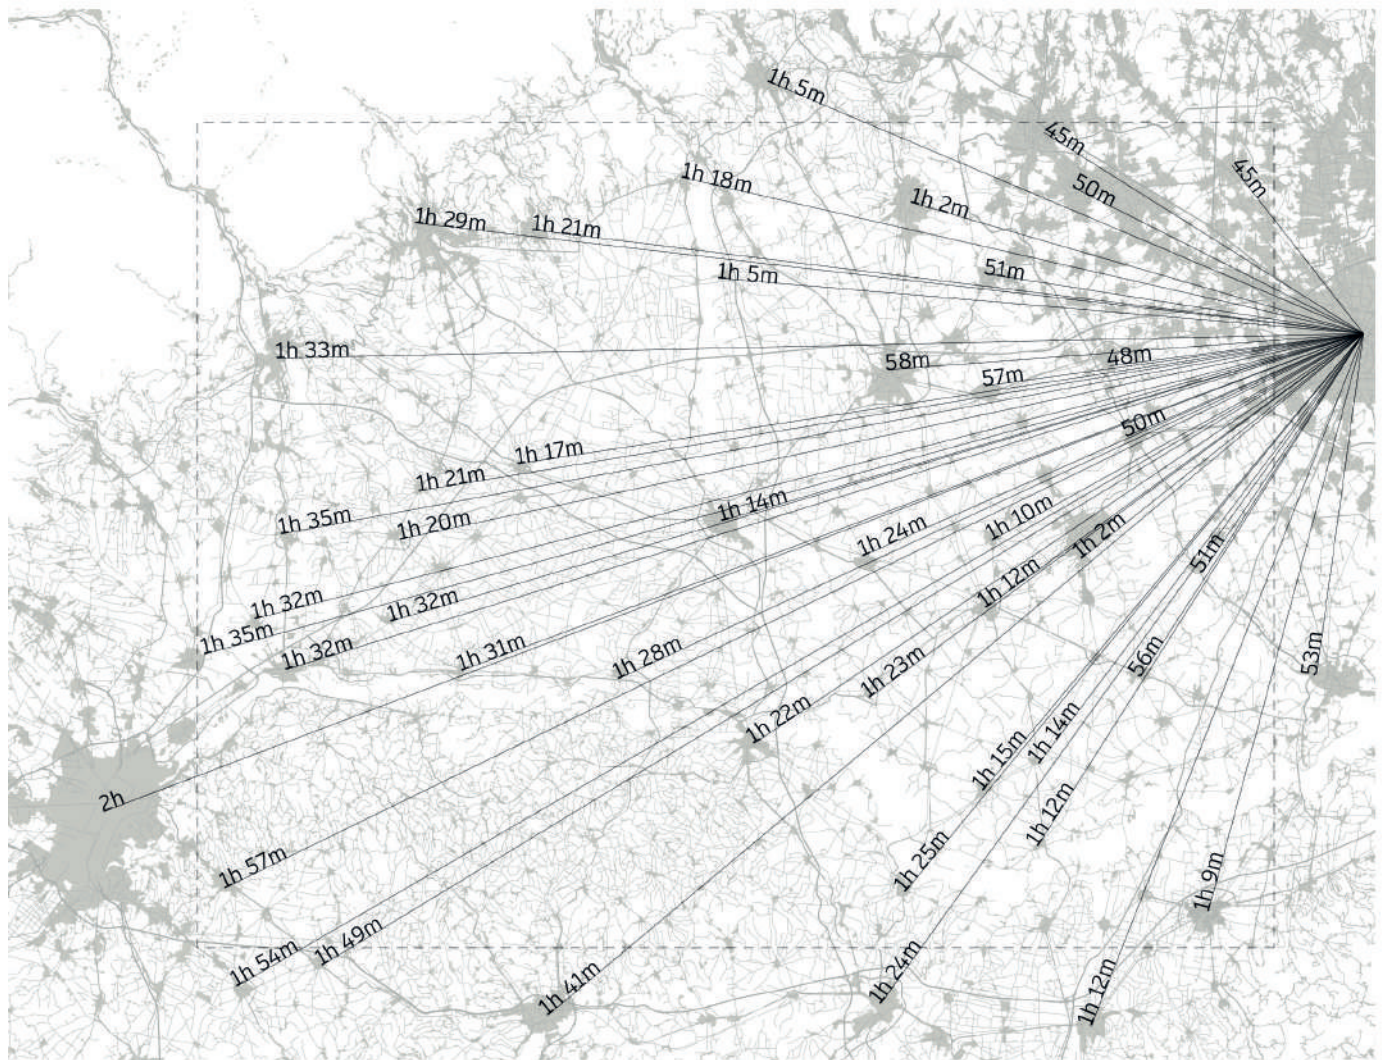 1h 5m
45m
45m
1h 18m
50m
1h 2m
1h 29m
1h 21m
51m
1h 5m
1h 33m
58m
48m
57m
50m
1h 17m
1h 21m
1h 35m
1h 20m
1h 14m
1h 24m
1h 10m
1h 2m
51m
1h 12m
1h 32m
1h 32m
1h 35m
1h 32m
1h 31m
1h 28m
1h 23m
56m
53m
1h 22m
1h 14m
1h 15m
2h
1h 12m
1h 25m
1h 57m
1h 9m
1h 49m
1h 54m
1h 41m
1h 24m
1h 12m